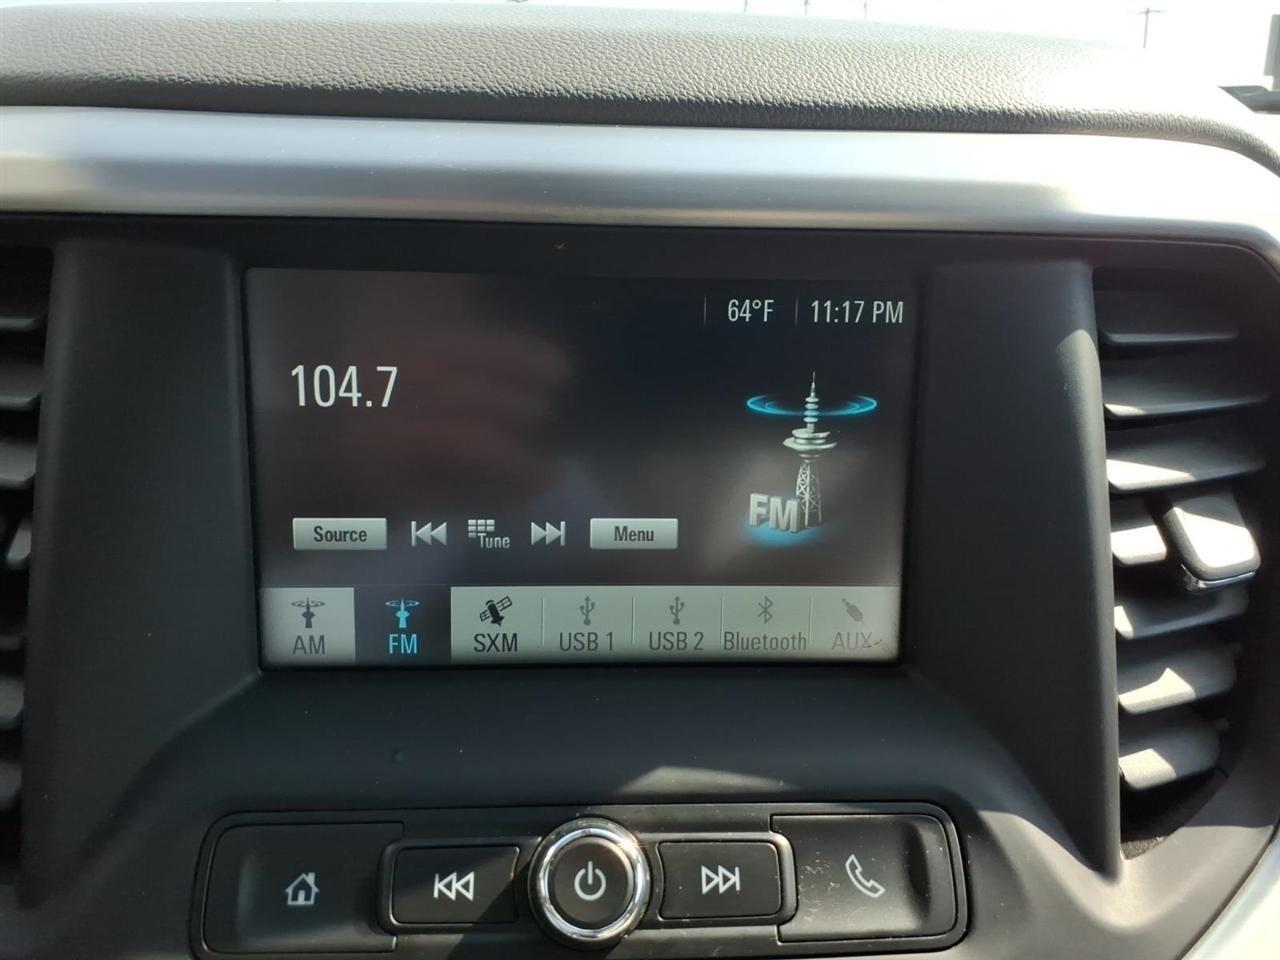 64°F 11:17 PM
104.7
FM
Source Tune Menu
AM FM SXM USB 1 USB 2 Bluetooth AUX